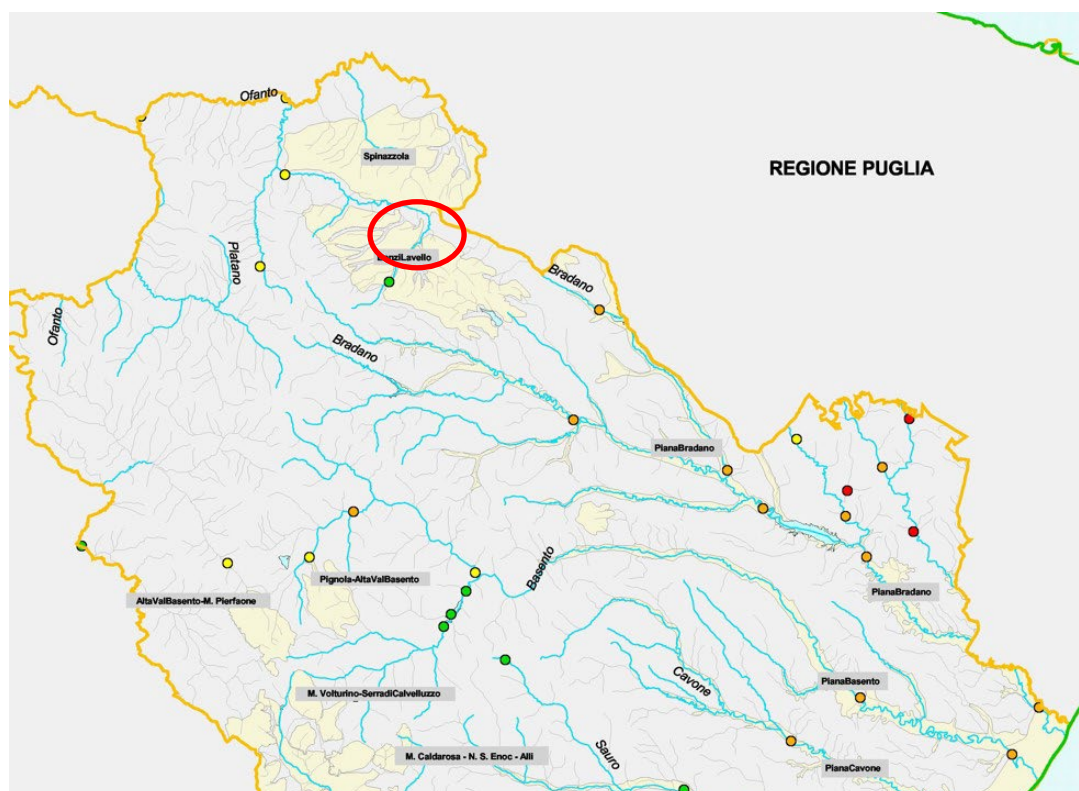 Ofanto
Spinazzola
REGIONE PUGLIA
Platano
BanziLavello
Bradano
Ofanto
Bradano
PianaBradano
Basento
Pignola-AltaValBasento
AltaValBasento-M. Pierfaone
PianaBradano
Cavone
PianaBasento
M. Volturino-SerradiCalvelluzzo
Sauro
M. Caldarosa - N. S. Enoc - Alli
PianaCavone